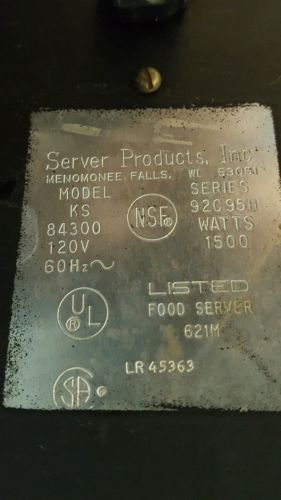 Server Products, Inc
MENOMONEE FALLS, WI. 53051
MODEL SERIES
KS NSF® 92C95H
84300 WATTS
120V 1500
60Hz ~
UL ® LISTED
FOOD SERVER
621M
LR 45363
SA ®